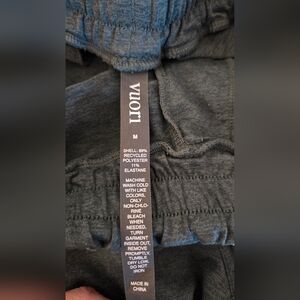 vuori
M
SHELL: 89%
RECYCLED
POLYESTER
11%
ELASTANE
MACHINE
WASH COLD
WITH LIKE
COLORS,
ONLY
NON-CHLO-
RINE
BLEACH
WHEN
NEEDED,
TURN
GARMENT
INSIDE OUT,
REMOVE
PROMPTLY,
TUMBLE
DRY LOW,
DO NOT
IRON
MADE IN
CHINA